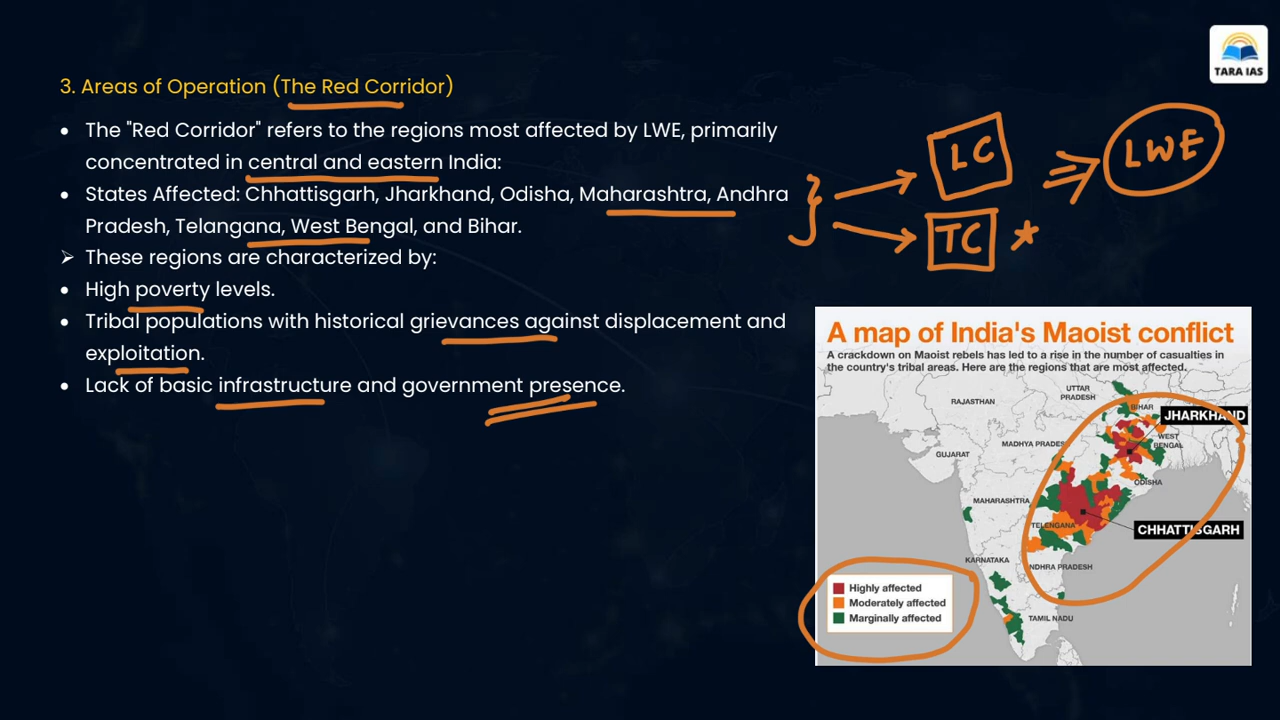 TARA IAS
3. Areas of Operation (The Red Corridor)
• The "Red Corridor" refers to the regions most affected by LWE, primarily
concentrated in central and eastern India:
• States Affected: Chhattisgarh, Jharkhand, Odisha, Maharashtra, Andhra
Pradesh, Telangana, West Bengal, and Bihar.
➢ These regions are characterized by:
• High poverty levels.
• Tribal populations with historical grievances against displacement and
exploitation.
• Lack of basic infrastructure and government presence.
LC
LWE
TC
A map of India's Maoist conflict
A crackdown on Maoist rebels has led to a rise in the number of casualties in
the country's tribal areas. Here are the regions that are most affected.
UTTAR
PRADESH
RAJASTHAN
BIHAR
JHARKHAND
WEST
BENGAL
MADHYA PRADESH
GUJARAT
ODISHA
MAHARASHTRA
TELENGANA
CHHATTISGARH
KARNATAKA
NDHRA PRADESH
Highly affected
Moderately affected
Marginally affected
TAMIL NADU